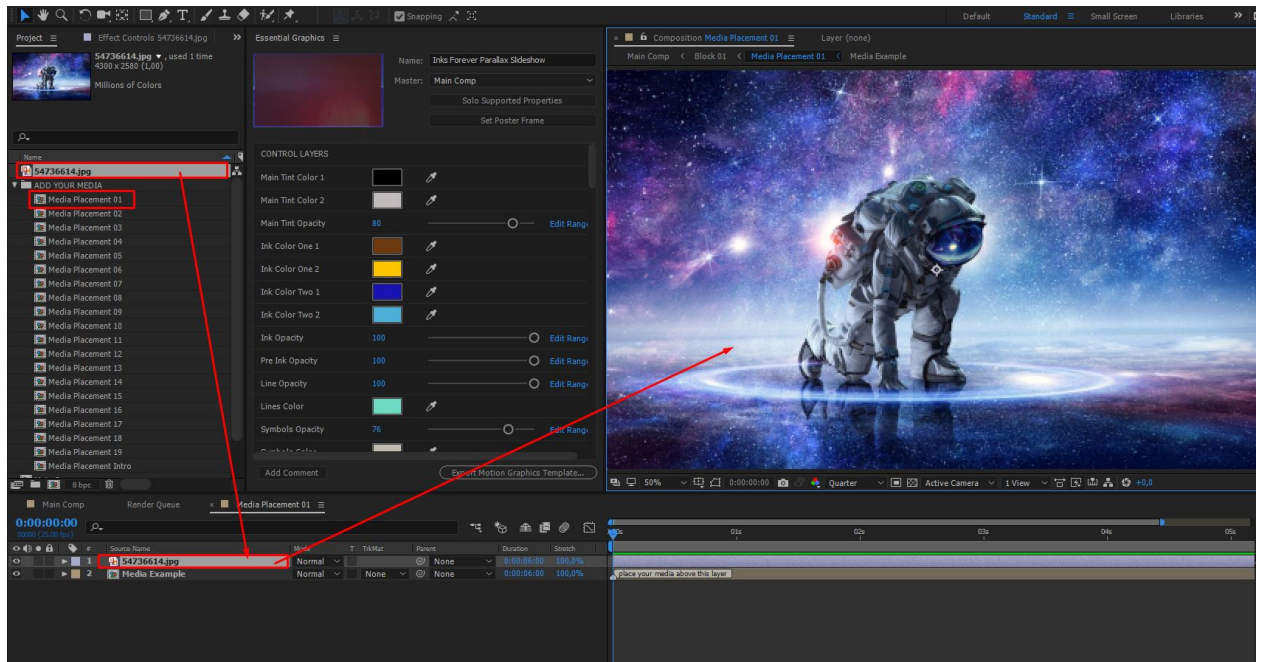 Snapping
Default
Standard
Small Screen
Libraries
Project
Effect Controls 54736614.jpg
54736614.jpg ▼ , used 1 time
4300 x 2580 (1,00)
Millions of Colors
Name
54736614.jpg
ADD YOUR MEDIA
Media Placement 01
Media Placement 02
Media Placement 03
Media Placement 04
Media Placement 05
Media Placement 06
Media Placement 07
Media Placement 08
Media Placement 09
Media Placement 10
Media Placement 11
Media Placement 12
Media Placement 13
Media Placement 14
Media Placement 15
Media Placement 16
Media Placement 17
Media Placement 18
Media Placement 19
Media Placement Intro
8 bpc
Essential Graphics
Name: Inks Forever Parallax Slideshow
Master: Main Comp
Solo Supported Properties
Set Poster Frame
CONTROL LAYERS
Main Tint Color 1
Main Tint Color 2
Main Tint Opacity 80 Edit Rang
Ink Color One 1
Ink Color One 2
Ink Color Two 1
Ink Color Two 2
Ink Opacity 100 Edit Rang
Pre Ink Opacity 100 Edit Rang
Line Opacity 100 Edit Rang
Lines Color
Symbols Opacity 76 Edit Rang
Add Comment
Export Motion Graphics Template...
Composition Media Placement 01
Layer (none)
Main Comp
Block 01
Media Placement 01
Media Example
50%
0:00:00:00
Quarter
Active Camera
1 View
+0,0
Main Comp
Render Queue
Media Placement 01
0:00:00:00
00000 (25.00 fps)
# Source Name Mode T TrkMat Parent Duration Stretch
1 54736614.jpg Normal None 0:00:06:00 100,0%
2 Media Example Normal None None 0:00:06:00 100,0%
01s 02s 03s 04s 05s
place your media above this layer